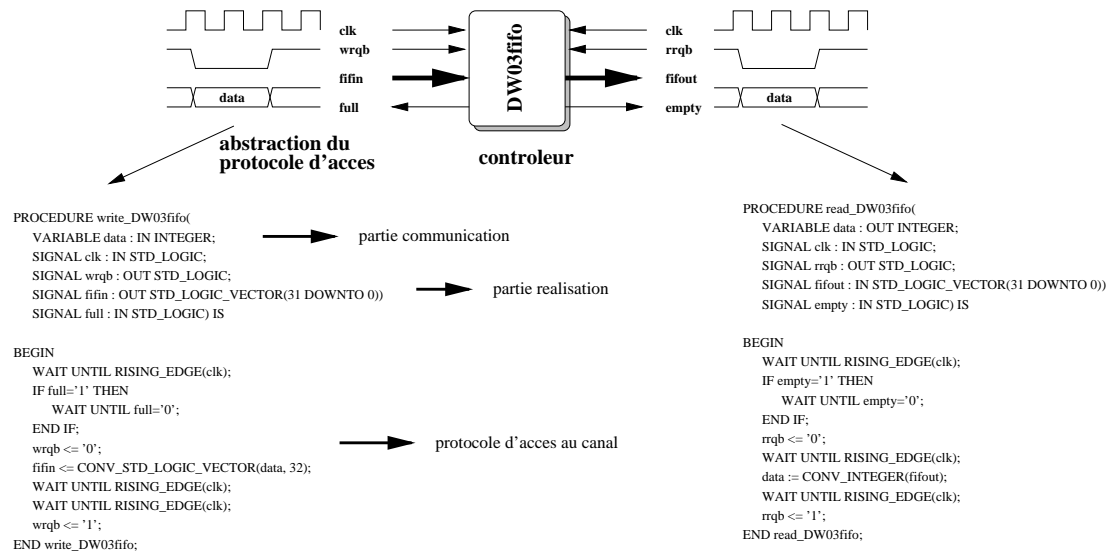 clk
wrqb
fifin
full
data
DW03fifo
clk
rrqb
fifout
empty
data
abstraction du
protocole d'acces
controleur
PROCEDURE write_DW03fifo(
VARIABLE data : IN INTEGER;
SIGNAL clk : IN STD_LOGIC;
SIGNAL wrqb : OUT STD_LOGIC;
SIGNAL fifin : OUT STD_LOGIC_VECTOR(31 DOWNTO 0))
SIGNAL full : IN STD_LOGIC) IS
BEGIN
WAIT UNTIL RISING_EDGE(clk);
IF full='1' THEN
WAIT UNTIL full='0';
END IF;
wrqb <= '0';
fifin <= CONV_STD_LOGIC_VECTOR(data, 32);
WAIT UNTIL RISING_EDGE(clk);
WAIT UNTIL RISING_EDGE(clk);
wrqb <= '1';
END write_DW03fifo;
partie communication
partie realisation
protocole d'acces au canal
PROCEDURE read_DW03fifo(
VARIABLE data : OUT INTEGER;
SIGNAL clk : IN STD_LOGIC;
SIGNAL rrqb : OUT STD_LOGIC;
SIGNAL fifout : IN STD_LOGIC_VECTOR(31 DOWNTO 0))
SIGNAL empty : IN STD_LOGIC) IS
BEGIN
WAIT UNTIL RISING_EDGE(clk);
IF empty='1' THEN
WAIT UNTIL empty='0';
END IF;
rrqb <= '0';
WAIT UNTIL RISING_EDGE(clk);
data := CONV_INTEGER(fifout);
WAIT UNTIL RISING_EDGE(clk);
rrqb <= '1';
END read_DW03fifo;